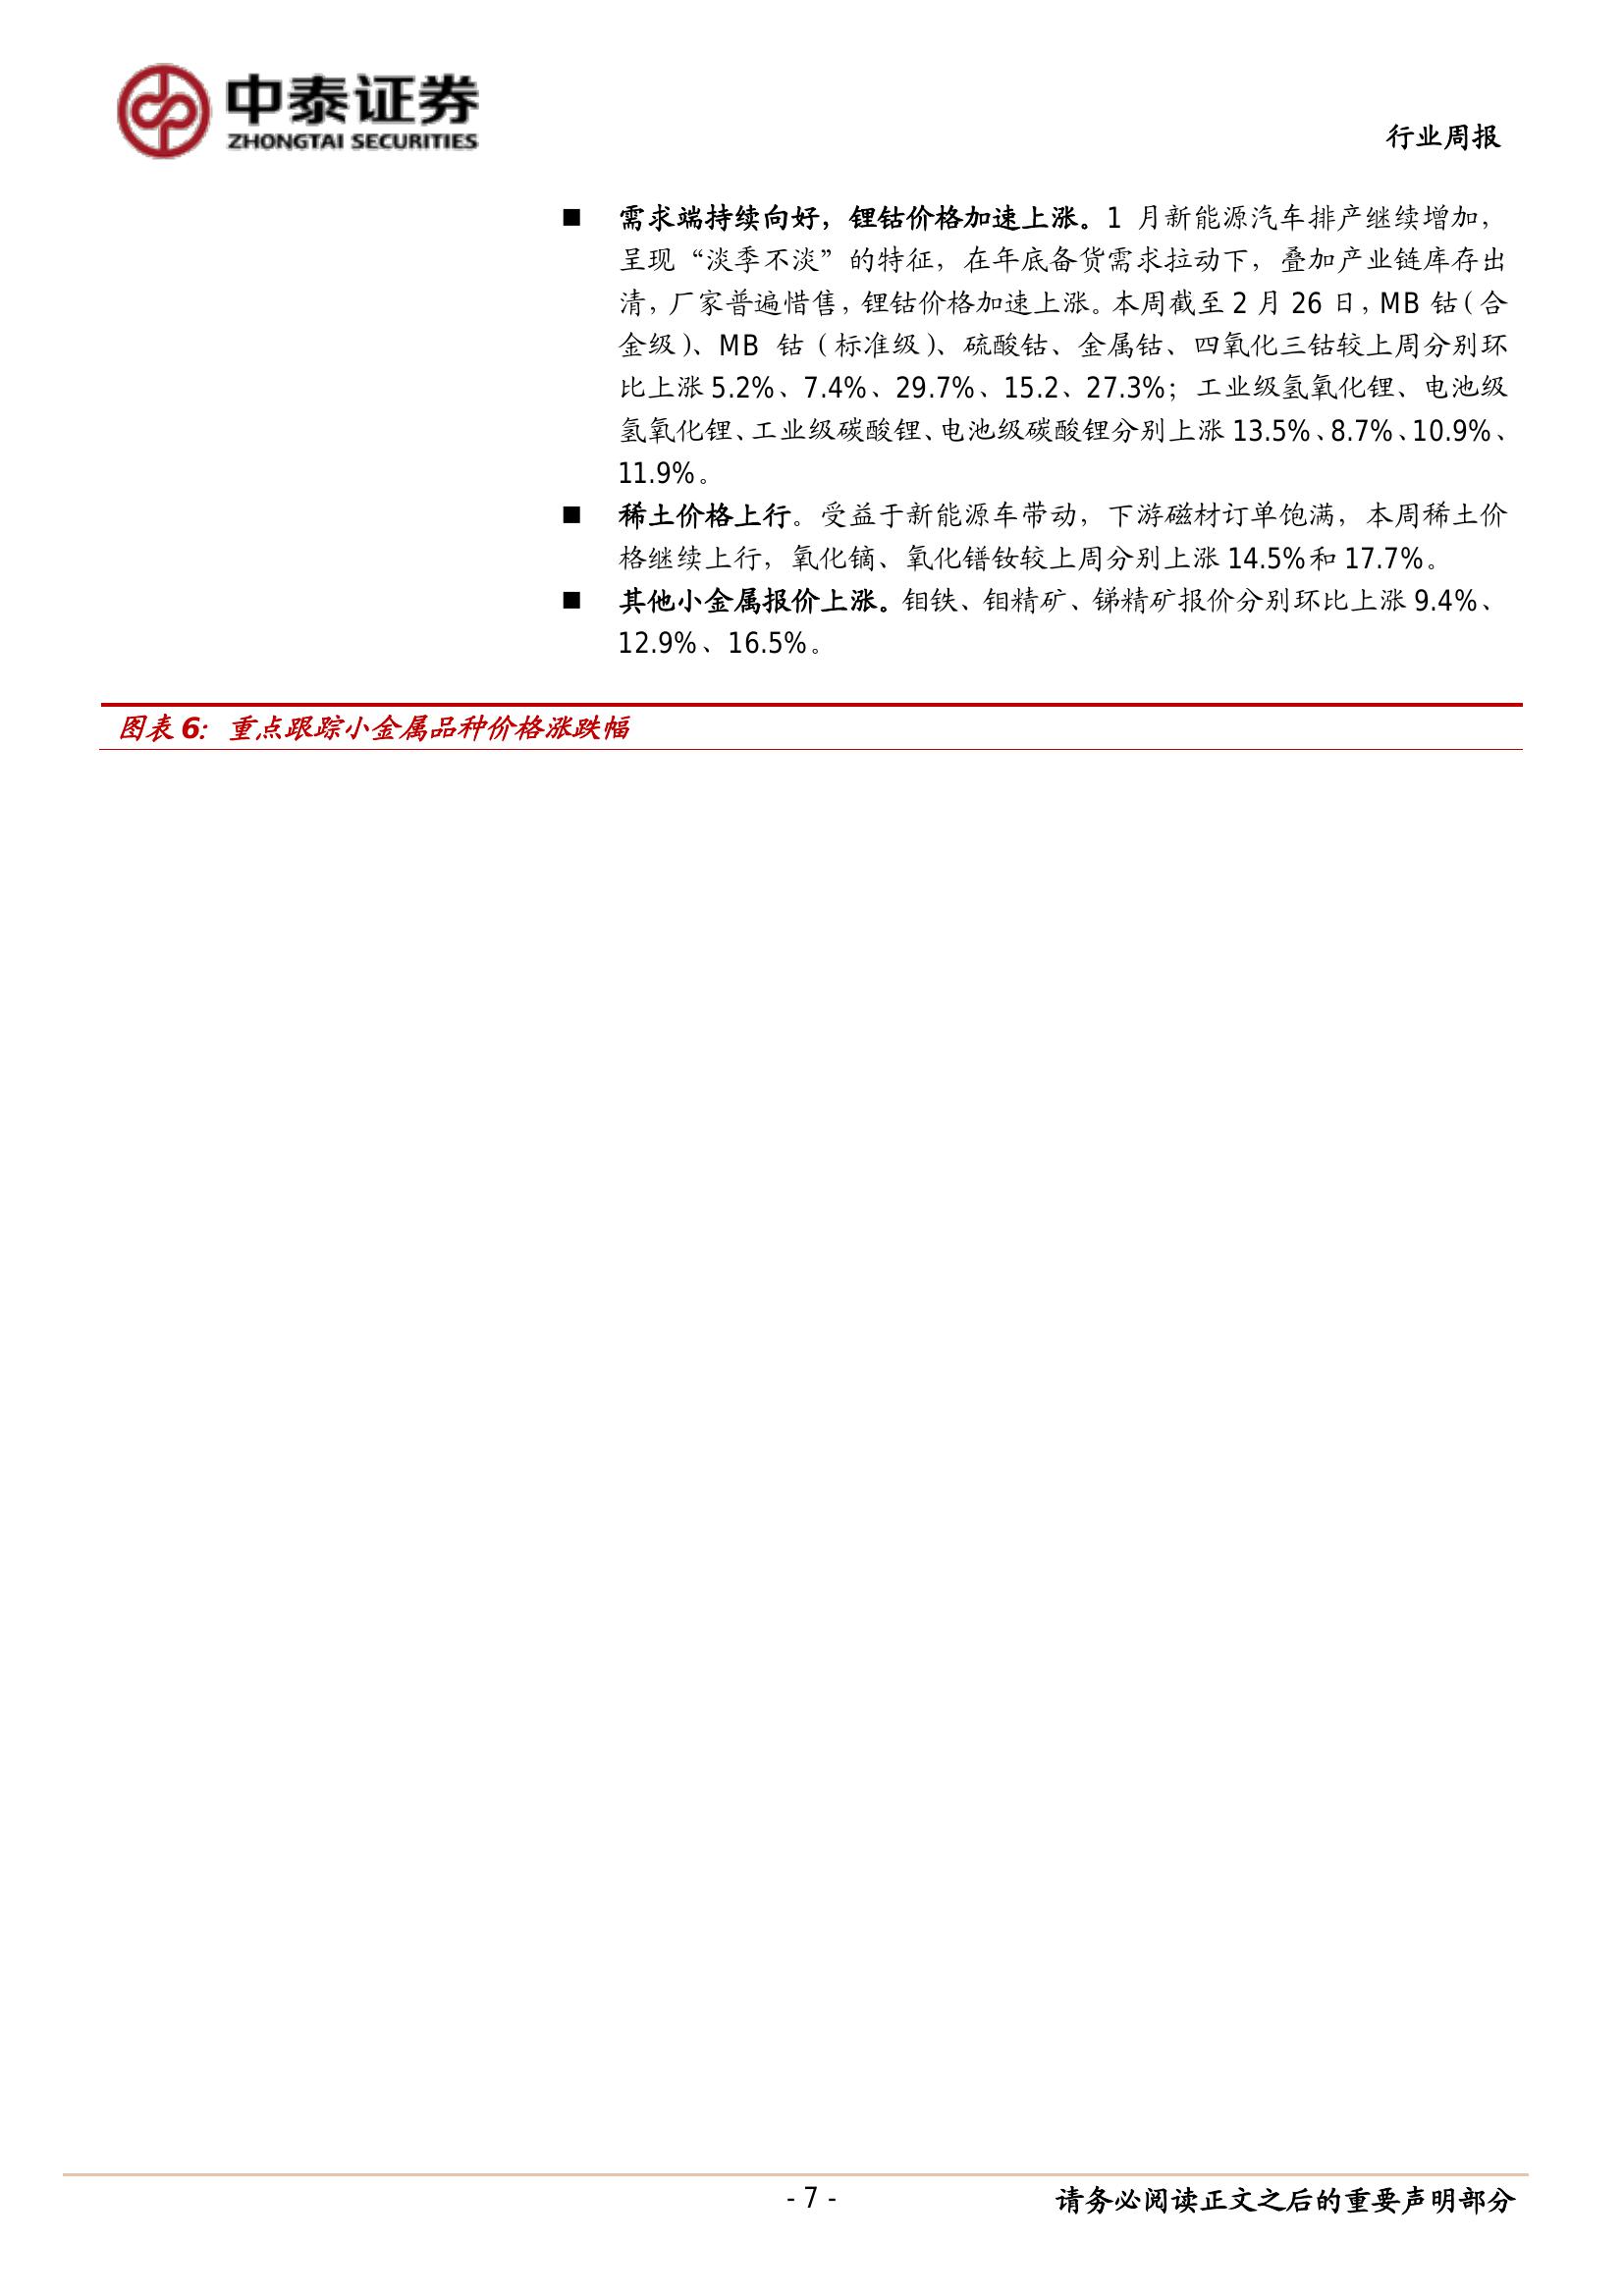 中泰证券
ZHONGTAI SECURITIES
行业周报
■ 需求端持续向好，锂钴价格加速上涨。1 月新能源汽车排产继续增加，
呈现“淡季不淡”的特征，在年底备货需求拉动下，叠加产业链库存出
清，厂家普遍惜售，锂钴价格加速上涨。本周截至 2 月 26 日，MB 钴（合
金级）、MB 钴（标准级）、硫酸钴、金属钴、四氧化三钴较上周分别环
比上涨 5.2%、7.4%、29.7%、15.2、27.3%；工业级氢氧化锂、电池级
氢氧化锂、工业级碳酸锂、电池级碳酸锂分别上涨 13.5%、8.7%、10.9%、
11.9%。
■ 稀土价格上行。受益于新能源车带动，下游磁材订单饱满，本周稀土价
格继续上行，氧化镝、氧化镨钕较上周分别上涨 14.5%和 17.7%。
■ 其他小金属报价上涨。钼铁、钼精矿、锑精矿报价分别环比上涨 9.4%、
12.9%、16.5%。
图表 6：重点跟踪小金属品种价格涨跌幅
- 7 -
请务必阅读正文之后的重要声明部分